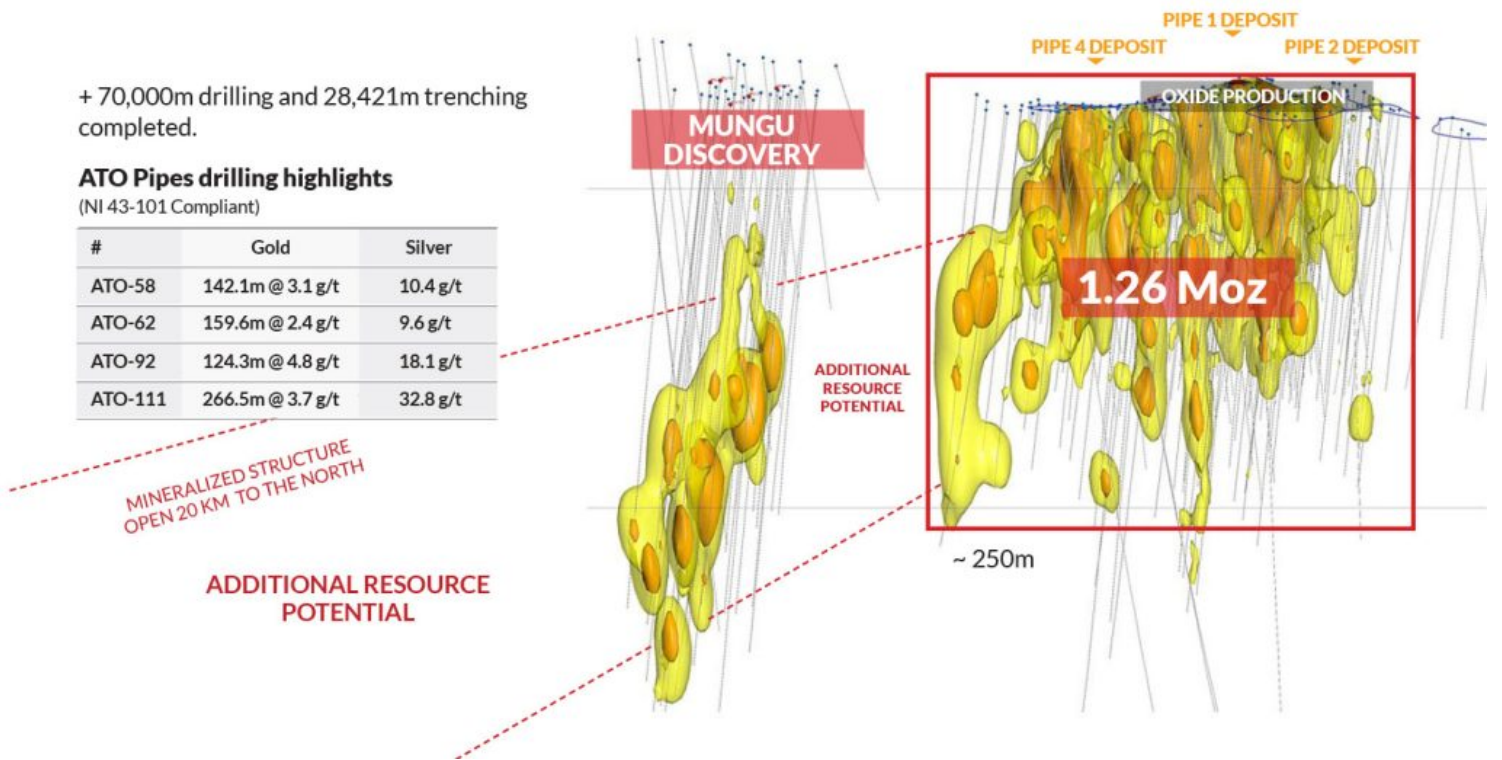 + 70,000m drilling and 28,421m trenching
completed.
ATO Pipes drilling highlights
(NI 43-101 Compliant)
# Gold Silver
ATO-58 142.1m @ 3.1 g/t 10.4 g/t
ATO-62 159.6m @ 2.4 g/t 9.6 g/t
ATO-92 124.3m @ 4.8 g/t 18.1 g/t
ATO-111 266.5m @ 3.7 g/t 32.8 g/t
MINERALIZED STRUCTURE
OPEN 20 KM TO THE NORTH
ADDITIONAL RESOURCE
POTENTIAL
MUNGU
DISCOVERY
ADDITIONAL
RESOURCE
POTENTIAL
PIPE 1 DEPOSIT
PIPE 4 DEPOSIT
PIPE 2 DEPOSIT
OXIDE PRODUCTION
1.26 Moz
~ 250m